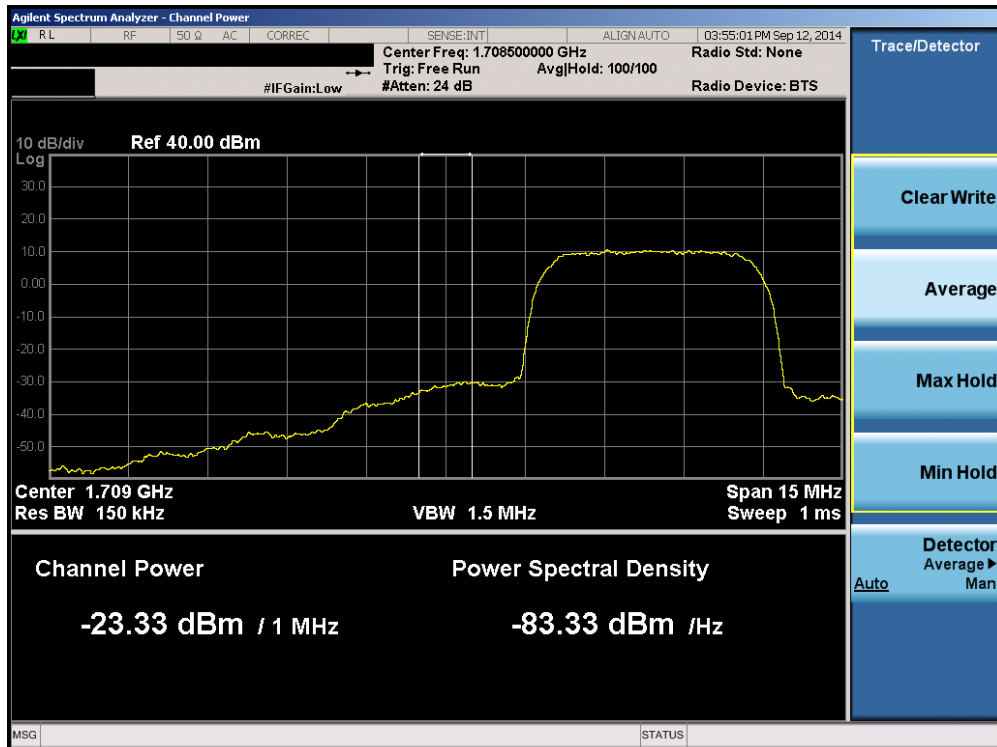 Agilent Spectrum Analyzer - Channel Power
LXI RL RF 50 Ω AC CORREC SENSE:INT ALIGN AUTO 03:55:01 PM Sep 12, 2014
Center Freq: 1.708500000 GHz Radio Std: None
Trig: Free Run Avg|Hold: 100/100
#IFGain:Low #Atten: 24 dB Radio Device: BTS
Trace/Detector
10 dB/div Ref 40.00 dBm
Log
30.0
20.0
10.0
0.00
-10.0
-20.0
-30.0
-40.0
-50.0
Center 1.709 GHz Span 15 MHz
Res BW 150 kHz VBW 1.5 MHz Sweep 1 ms
Channel Power Power Spectral Density
-23.33 dBm / 1 MHz -83.33 dBm /Hz
Clear Write
Average
Max Hold
Min Hold
Detector
Average▶
Auto Man
MSG STATUS